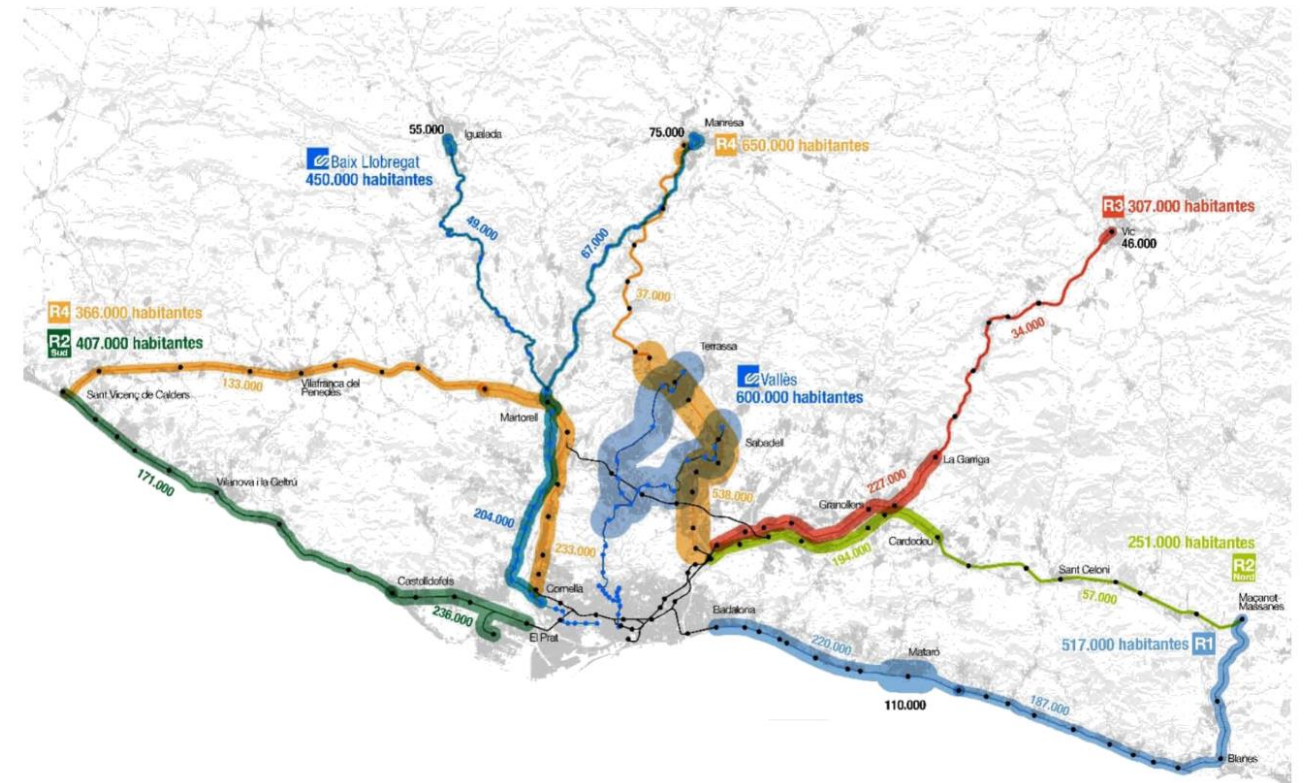 55.000
Igualada
Baix Llobregat
450.000 habitantes
49.000
75.000
Manresa
R4 650.000 habitantes
67.000
37.000
R3 307.000 habitantes
Vic
46.000
34.000
R4 366.000 habitantes
R2 Sud 407.000 habitantes
Sant Vicenç de Calders
133.000
Vilafranca del
Penedès
Martorell
Terrassa
Vallès
600.000 habitantes
Sabadell
538.000
La Garriga
227.000
Granollers
194.000
Cardedeu
171.000
Vilanova i la Geltrú
204.000
233.000
Castelldefels
236.000
Cornellà
El Prat
251.000 habitantes
R2
Nord
Sant Celoni
57.000
Maçanet-
Massanes
517.000 habitantes R1
Badalona
220.000
Mataró
110.000
187.000
Blanes